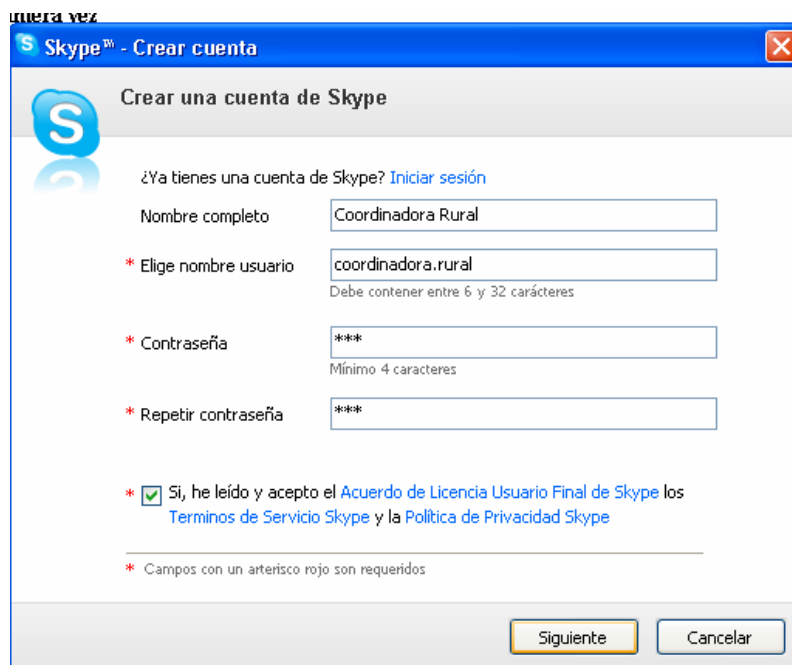 imera vez
Skype™ - Crear cuenta
Crear una cuenta de Skype
¿Ya tienes una cuenta de Skype? Iniciar sesión
Nombre completo Coordinadora Rural
* Elige nombre usuario coordinadora.rural
Debe contener entre 6 y 32 carácteres
* Contraseña ***
Mínimo 4 caracteres
* Repetir contraseña ***
* Si, he leído y acepto el Acuerdo de Licencia Usuario Final de Skype los
Terminos de Servicio Skype y la Política de Privacidad Skype
* Campos con un arterisco rojo son requeridos
Siguiente Cancelar